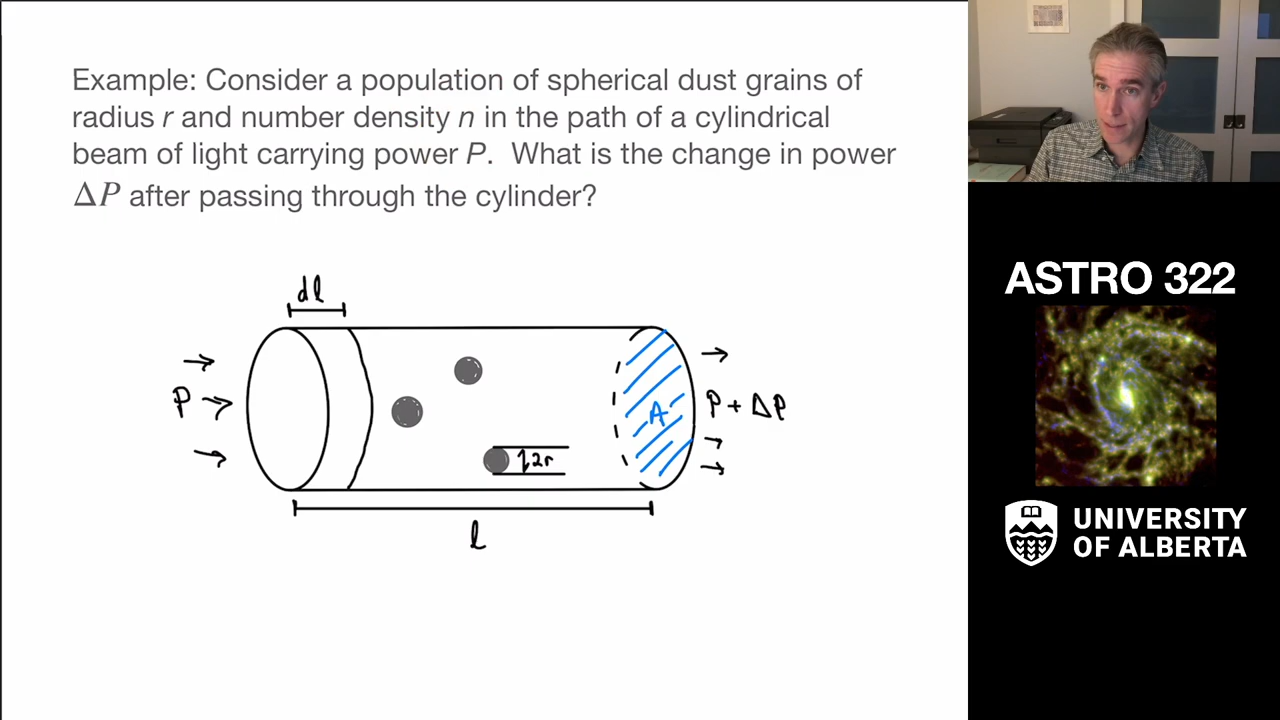 Example: Consider a population of spherical dust grains of
radius r and number density n in the path of a cylindrical
beam of light carrying power P. What is the change in power
ΔP after passing through the cylinder?
dl
P
A
P + ΔP
2r
l
ASTRO 322
UNIVERSITY
OF ALBERTA